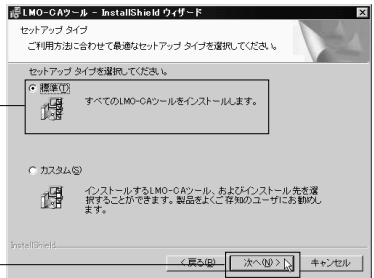 LMO-CAツール - InstallShield ウィザード
セットアップ タイプ
ご利用方法に合わせて最適なセットアップ タイプを選択してください。
セットアップ タイプを選択してください。
標準(T)
すべてのLMO-CAツールをインストールします。
カスタム(S)
インストールするLMO-CAツール、およびインストール先を選
択することができます。製品をよくご存知のユーザにお勧めし
ます。
InstallShield
< 戻る(B) 次へ(N) > キャンセル